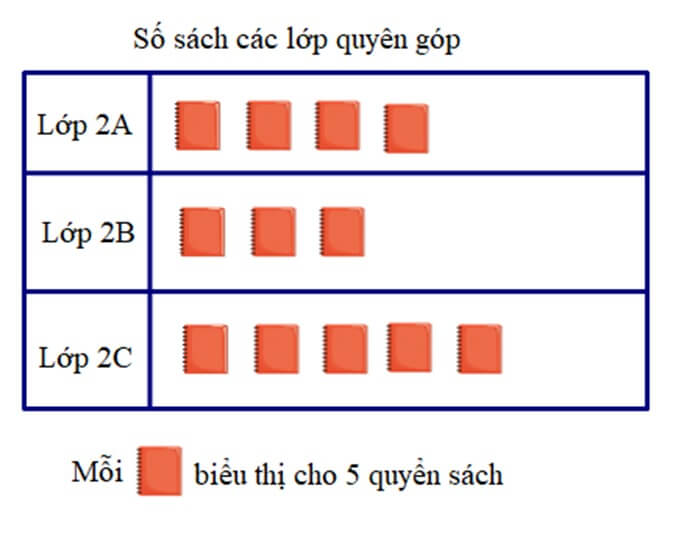 Số sách các lớp quyên góp
Lớp 2A
Lớp 2B
Lớp 2C
Mỗi biểu thị cho 5 quyển sách